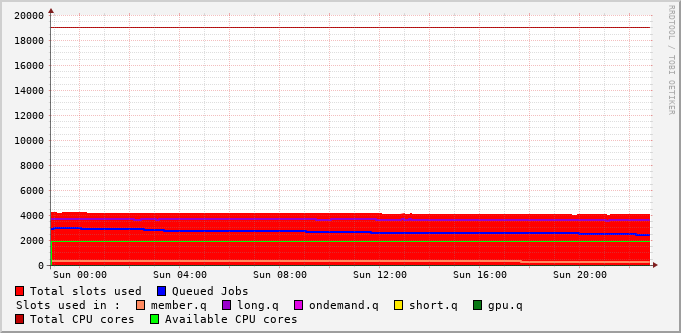 20000
18000
16000
14000
12000
10000
8000
6000
4000
2000
0
Sun 00:00 Sun 04:00 Sun 08:00 Sun 12:00 Sun 16:00 Sun 20:00
Total slots used Queued Jobs
Slots used in : member.q long.q ondemand.q short.q gpu.q
Total CPU cores Available CPU cores
RRDTOOL / TOBI OETIKER